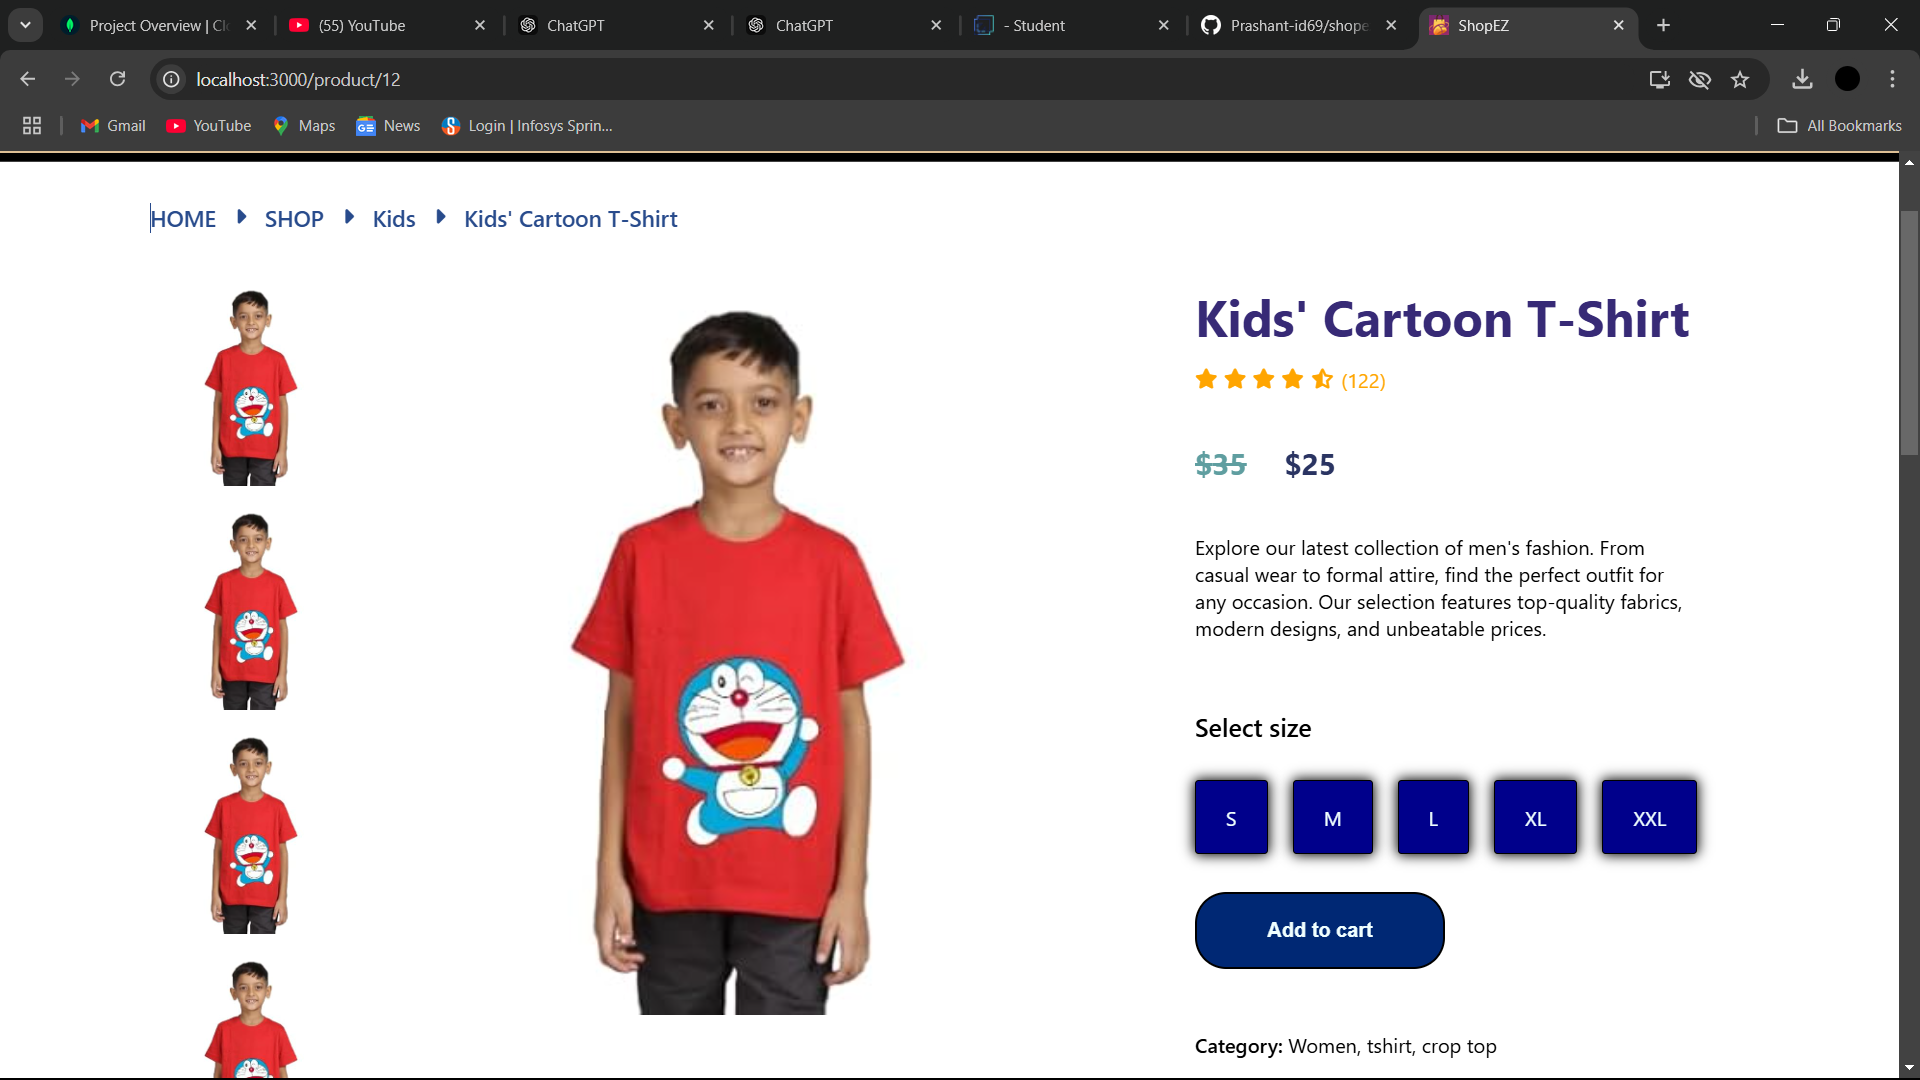 Project Overview | Clo
(55) YouTube
ChatGPT
ChatGPT
- Student
Prashant-id69/shope
ShopEZ
localhost:3000/product/12
Gmail
YouTube
Maps
News
Login | Infosys Sprin...
All Bookmarks
HOME SHOP Kids Kids' Cartoon T-Shirt
Kids' Cartoon T-Shirt
(122)
$35 $25
Explore our latest collection of men's fashion. From
casual wear to formal attire, find the perfect outfit for
any occasion. Our selection features top-quality fabrics,
modern designs, and unbeatable prices.
Select size
S M L XL XXL
Add to cart
Category: Women, tshirt, crop top